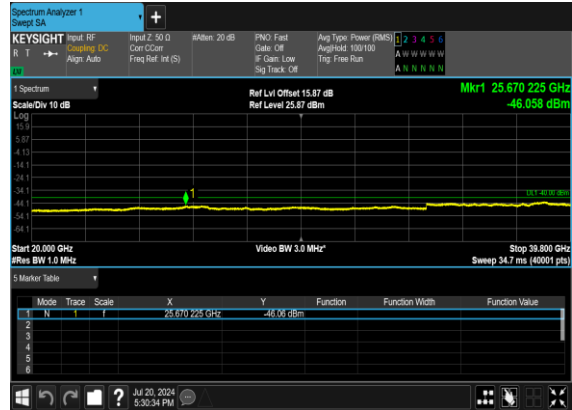 Spectrum Analyzer 1
Swept SA
+
KEYSIGHT Input: RF Input Z: 50 Ω #Atten: 20 dB PNO: Fast Avg Type: Power (RMS) 1 2 3 4 5 6
R T Coupling: DC Corr CCorr Gate: Off Avg|Hold: 100/100 A W W W W W
Align: Auto Freq Ref: Int (S) IF Gain: Low Trig: Free Run
Sig Track: Off A N N N N N
1 Spectrum Ref Lvl Offset 15.87 dB Mkr1 25.670 225 GHz
Scale/Div 10 dB Ref Level 25.87 dBm -46.058 dBm
Log
15.9
5.87
-4.13
-14.1
-24.1
-34.1 1 DL1 -40.00 dBm
-44.1
-54.1
-64.1
Start 20.000 GHz Video BW 3.0 MHz* Stop 39.800 GHz
#Res BW 1.0 MHz Sweep 34.7 ms (40001 pts)
5 Marker Table
Mode Trace Scale X Y Function Function Width Function Value
1 N 1 f 25.670 225 GHz -46.06 dBm
2
3
4
5
6
? Jul 20, 2024
5:30:34 PM